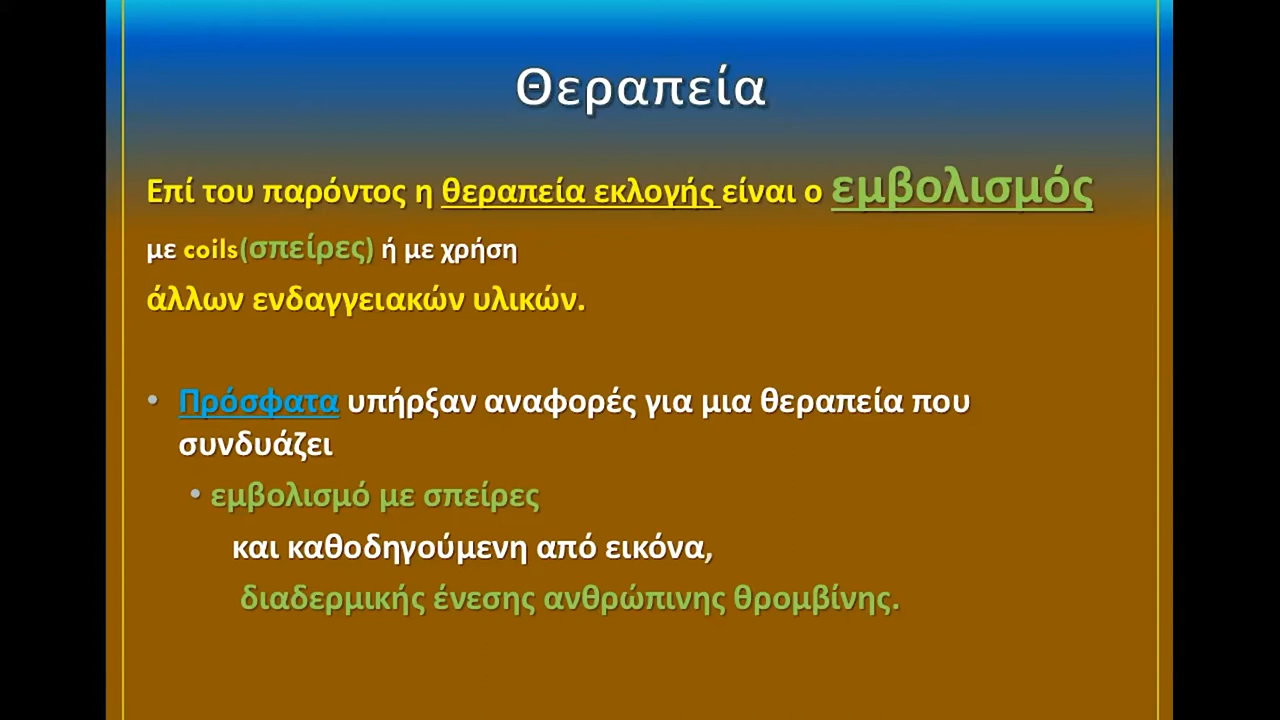 Θεραπεία
Επί του παρόντος η θεραπεία εκλογής είναι ο εμβολισμός
με coils(σπείρες) ή με χρήση
άλλων ενδαγγειακών υλικών.
• Πρόσφατα υπήρξαν αναφορές για μια θεραπεία που
συνδυάζει
• εμβολισμό με σπείρες
και καθοδηγούμενη από εικόνα,
διαδερμικής ένεσης ανθρώπινης θρομβίνης.